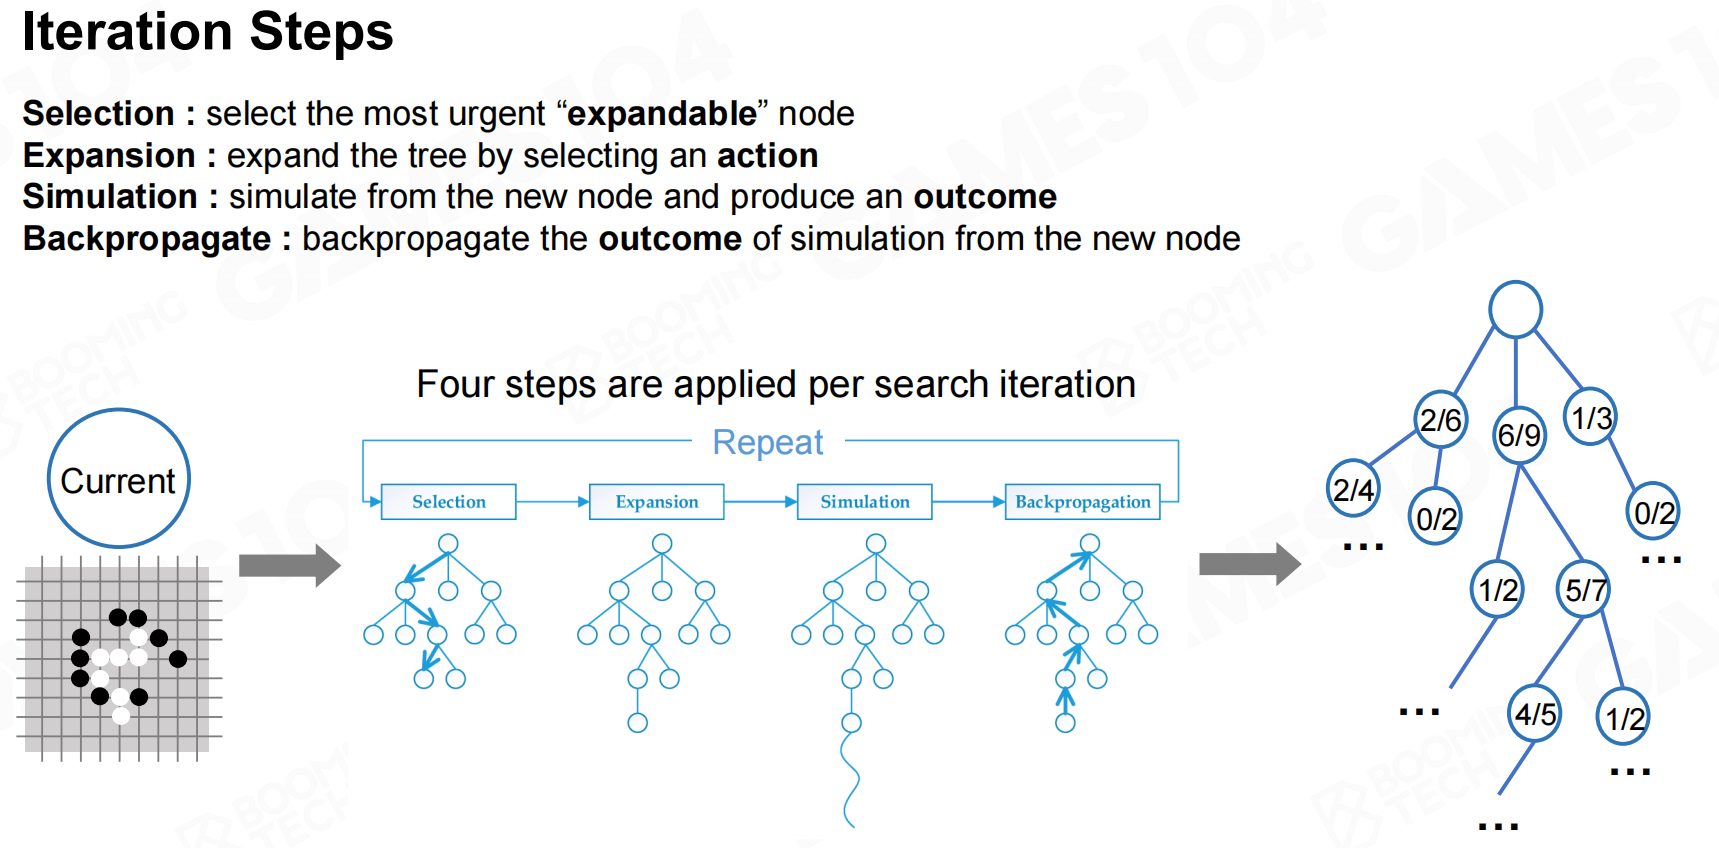 Iteration Steps
Selection : select the most urgent “expandable” node
Expansion : expand the tree by selecting an action
Simulation : simulate from the new node and produce an outcome
Backpropagate : backpropagate the outcome of simulation from the new node
Four steps are applied per search iteration
Repeat
Current
Selection
Expansion
Simulation
Backpropagation
2/6
6/9
1/3
2/4
0/2
0/2
...
...
1/2
5/7
...
4/5
1/2
...
...
GAMES104
BOOMING
TECH